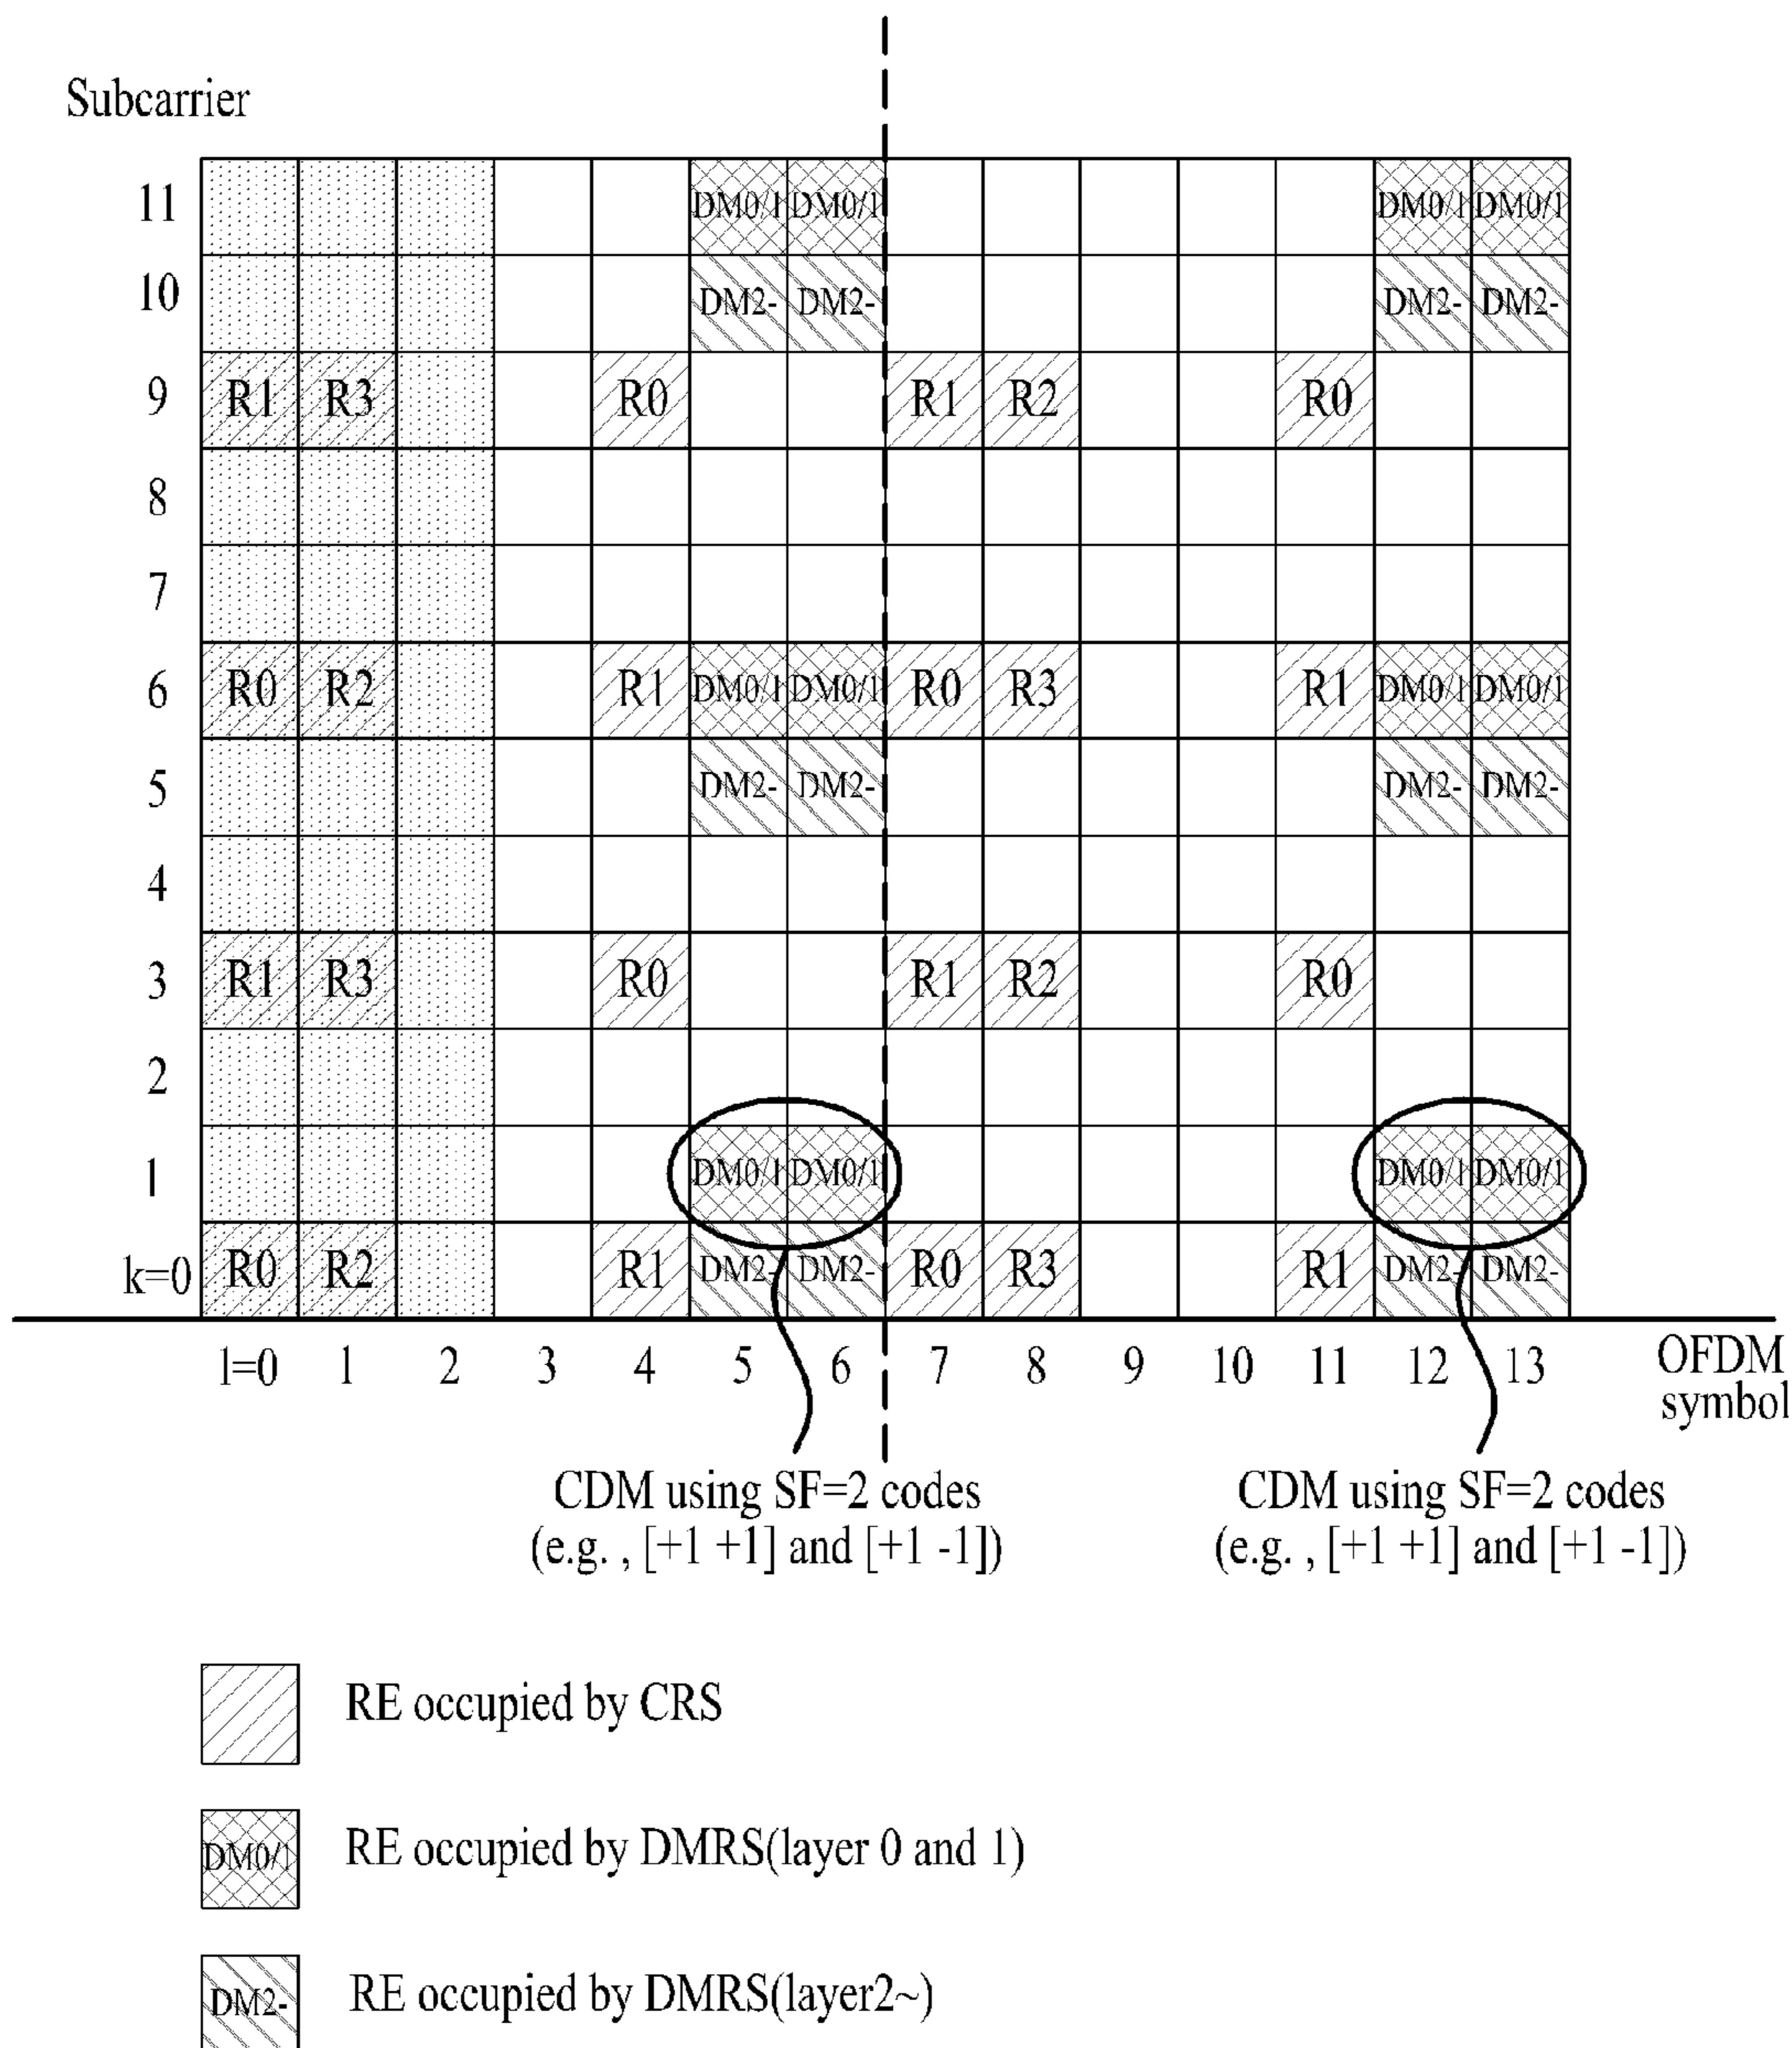 Subcarrier
11 DM0/1 DM0/1 DM0/1 DM0/1
10 DM2- DM2- DM2- DM2-
9 R1 R3 R0 R1 R2 R0
8
7
6 R0 R2 R1 DM0/1 DM0/1 R0 R3 R1 DM0/1 DM0/1
5 DM2- DM2- DM2- DM2-
4
3 R1 R3 R0 R1 R2 R0
2
1 DM0/1 DM0/1 DM0/1 DM0/1
k=0 R0 R2 R1 DM2- DM2- R0 R3 R1 DM2- DM2-
l=0 1 2 3 4 5 6 7 8 9 10 11 12 13 OFDM
symbol
CDM using SF=2 codes
(e.g. , [+1 +1] and [+1 -1])
CDM using SF=2 codes
(e.g. , [+1 +1] and [+1 -1])
RE occupied by CRS
DM0/1 RE occupied by DMRS(layer 0 and 1)
DM2- RE occupied by DMRS(layer2~)